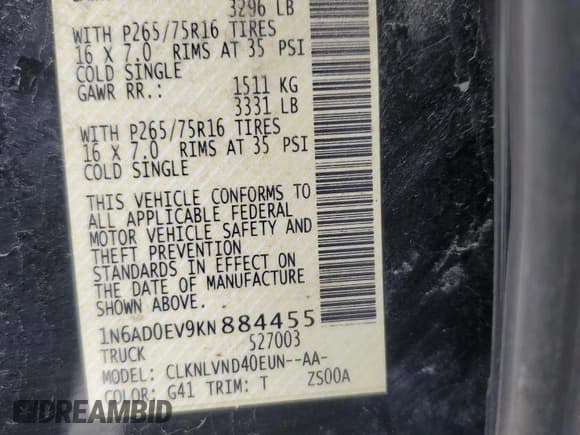 3296 LB
WITH P265/75R16 TIRES
16 X 7.0 RIMS AT 35 PSI
COLD SINGLE
GAWR RR.: 1511 KG
3331 LB
WITH P265/75R16 TIRES
16 X 7.0 RIMS AT 35 PSI
COLD SINGLE
THIS VEHICLE CONFORMS TO
ALL APPLICABLE FEDERAL
MOTOR VEHICLE SAFETY AND
THEFT PREVENTION
STANDARDS IN EFFECT ON
THE DATE OF MANUFACTURE
SHOWN ABOVE.
1N6AD0EV9KN884455
TRUCK 527003
MODEL: CLKNLVND40EUN--AA-
COLOR: G41 TRIM: T ZS00A
DREAMBID